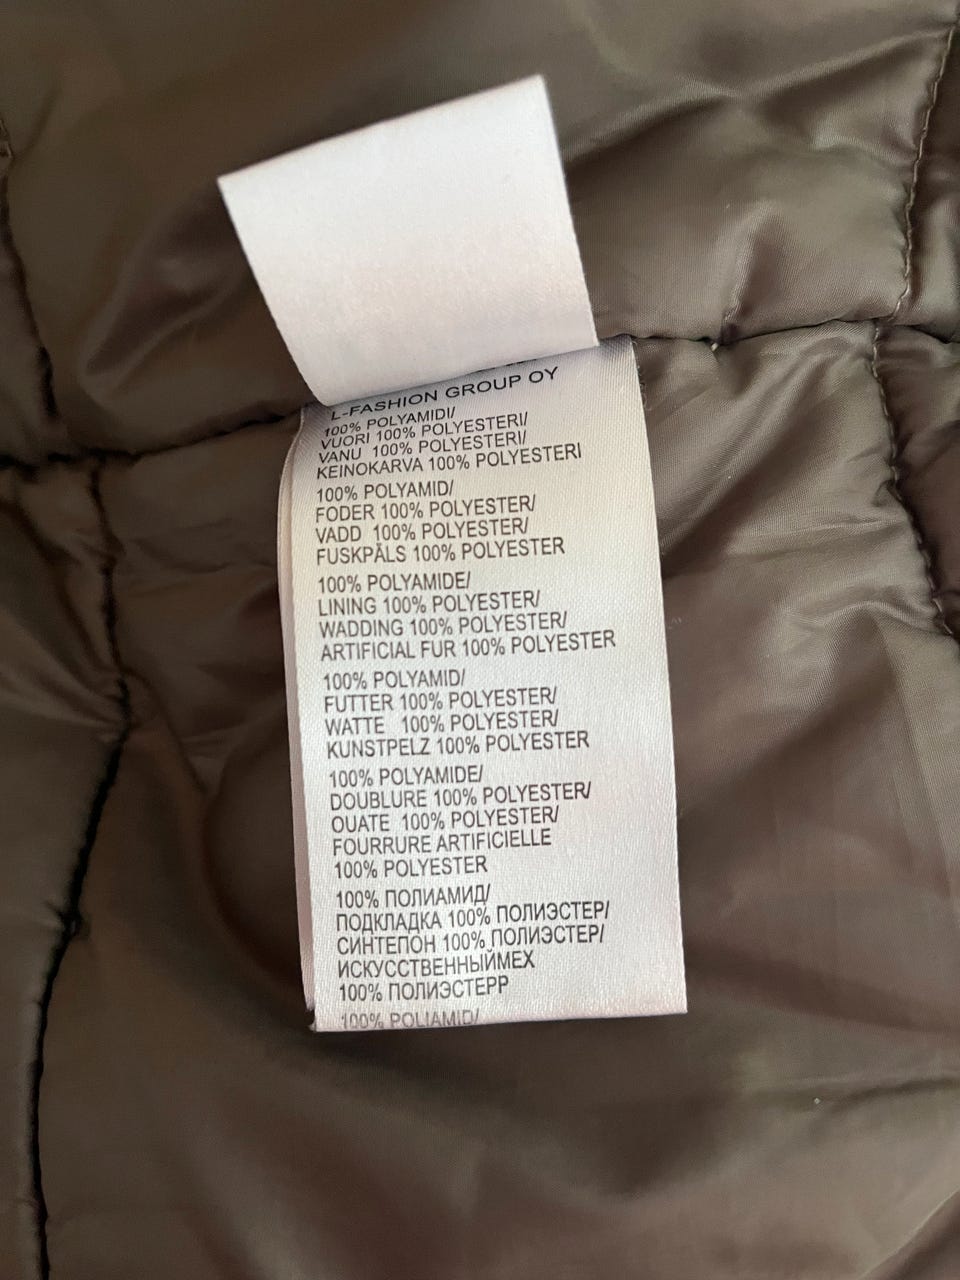 L-FASHION GROUP OY
100% POLYAMIDI/
VUORI 100% POLYESTERI/
VANU 100% POLYESTERI/
KEINOKARVA 100% POLYESTERI
100% POLYAMID/
FODER 100% POLYESTER/
VADD 100% POLYESTER/
FUSKPÄLS 100% POLYESTER
100% POLYAMIDE/
LINING 100% POLYESTER/
WADDING 100% POLYESTER/
ARTIFICIAL FUR 100% POLYESTER
100% POLYAMID/
FUTTER 100% POLYESTER/
WATTE 100% POLYESTER/
KUNSTPELZ 100% POLYESTER
100% POLYAMIDE/
DOUBLURE 100% POLYESTER/
OUATE 100% POLYESTER/
FOURRURE ARTIFICIELLE
100% POLYESTER
100% ПОЛИАМИД/
ПОДКЛАДКА 100% ПОЛИЭСТЕР/
СИНТЕПОН 100% ПОЛИЭСТЕР/
ИСКУССТВЕННЫЙМЕХ
100% ПОЛИЭСТЕРР
100% POLIAMID/